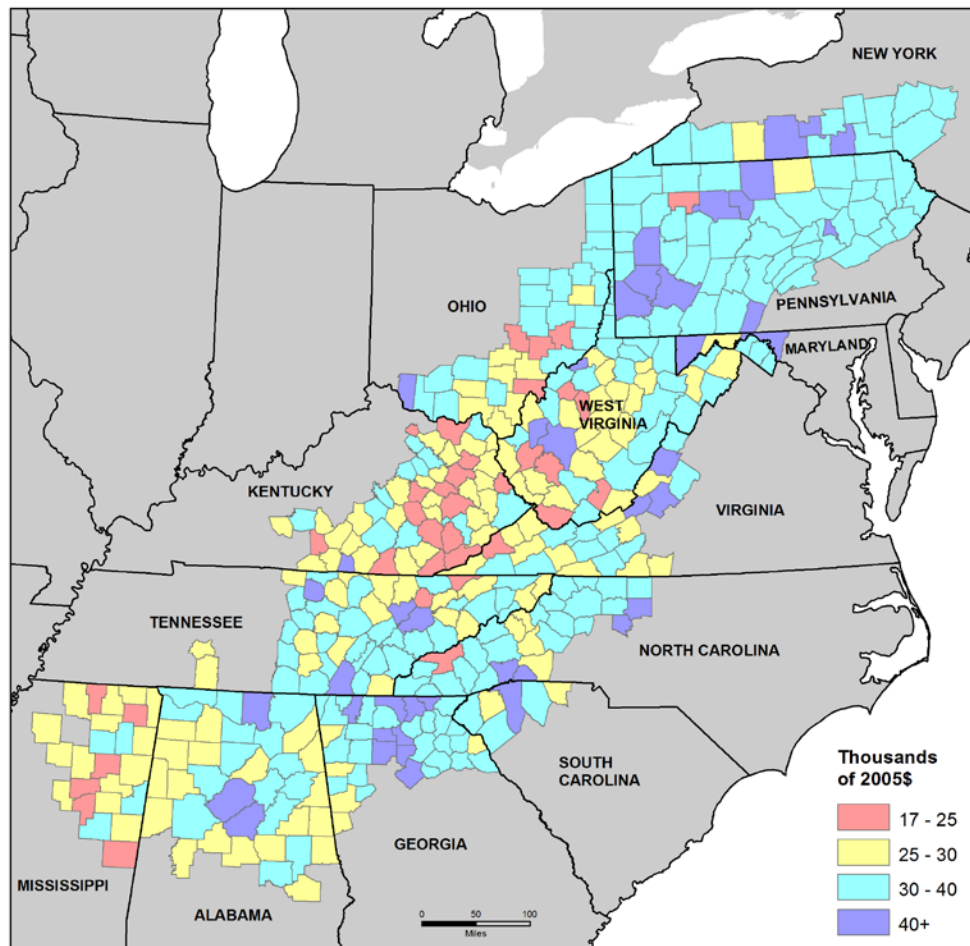 NEW YORK
PENNSYLVANIA
OHIO
MARYLAND
WEST
VIRGINIA
KENTUCKY
VIRGINIA
TENNESSEE
NORTH CAROLINA
SOUTH
CAROLINA
GEORGIA
MISSISSIPPI
ALABAMA
0 50 100
Miles
Thousands
of 2005$
17 - 25
25 - 30
30 - 40
40+